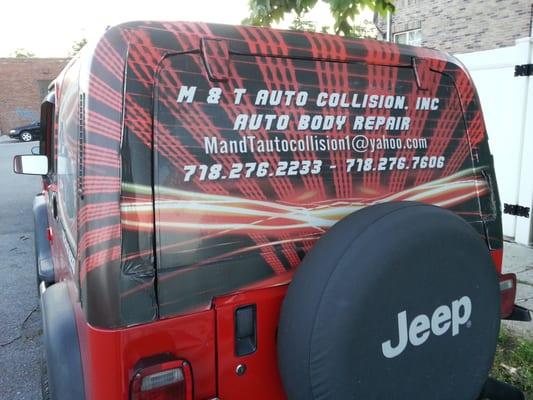 M & T AUTO COLLISION, INC
AUTO BODY REPAIR
MandTautocollision1@yahoo.com
718.276.2233 - 718.276.7606
Jeep